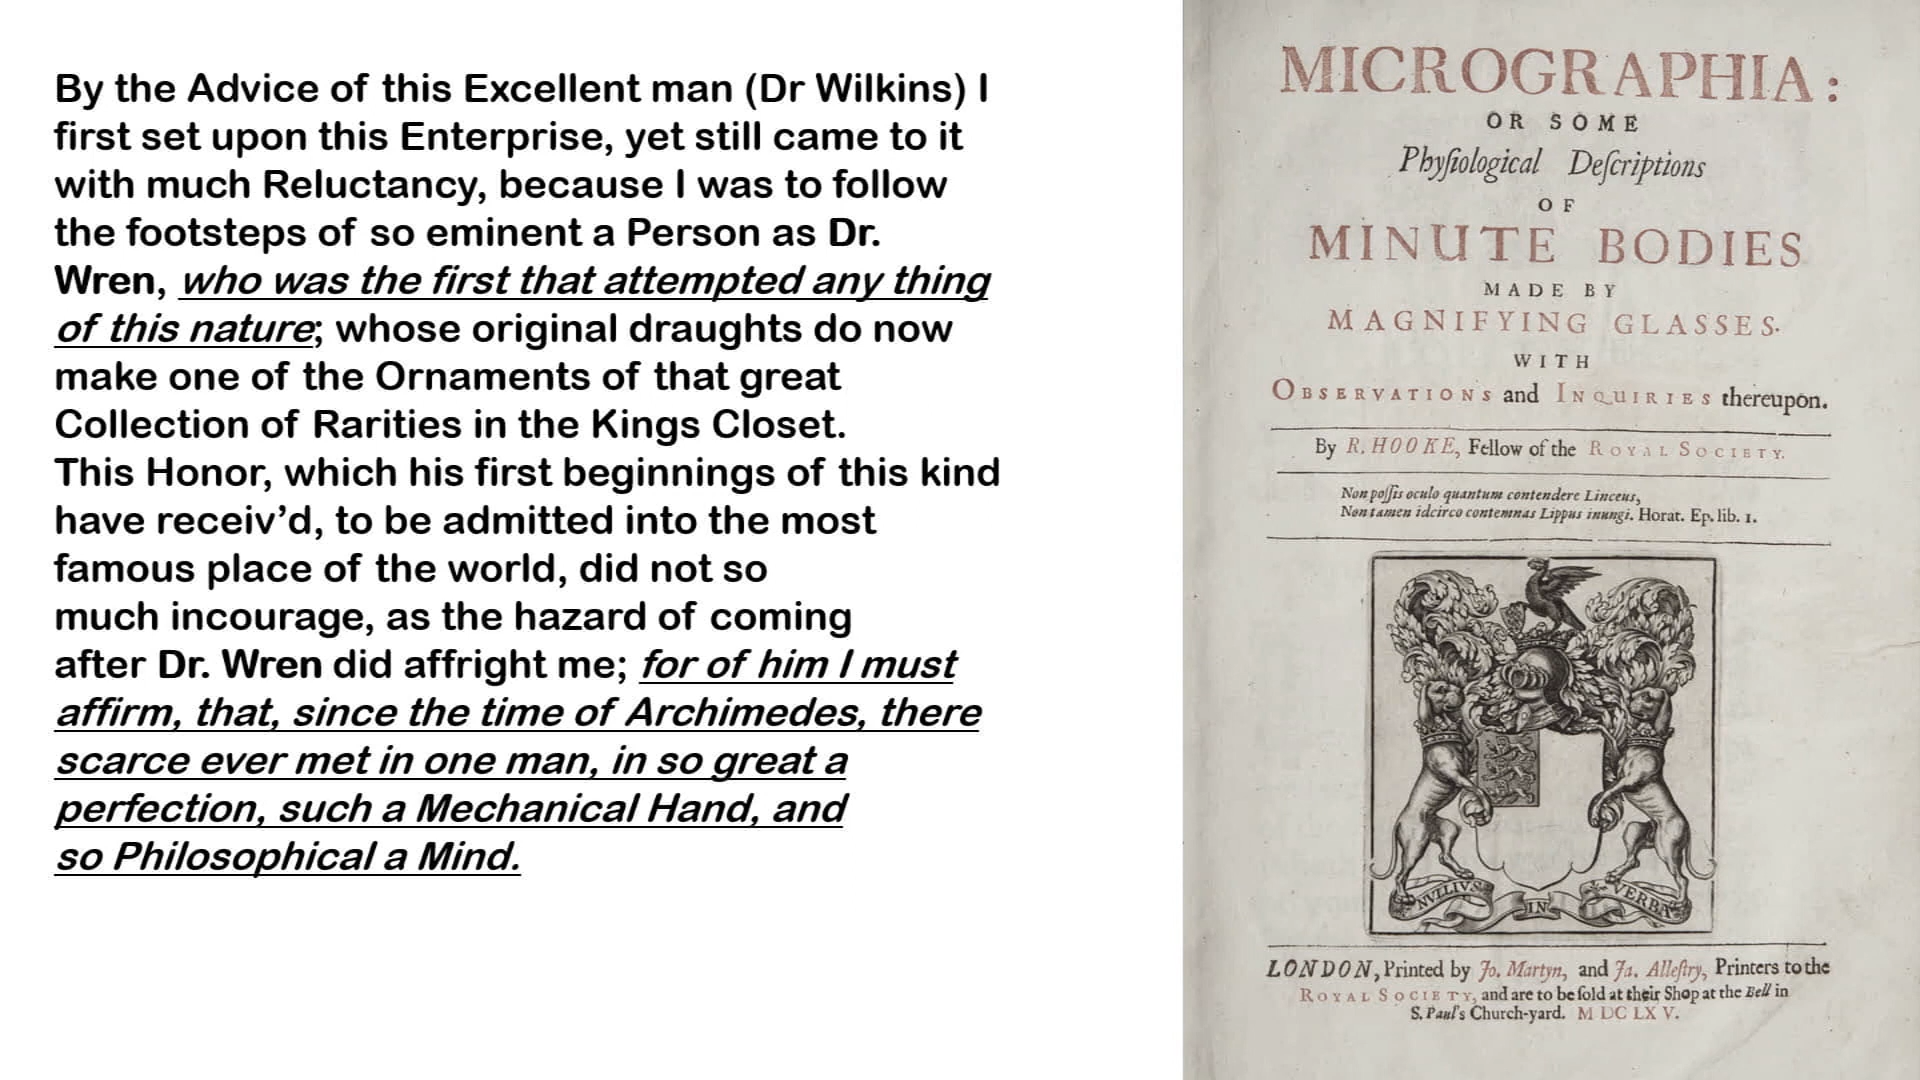 By the Advice of this Excellent man (Dr Wilkins) I
first set upon this Enterprise, yet still came to it
with much Reluctancy, because I was to follow
the footsteps of so eminent a Person as Dr.
Wren, who was the first that attempted any thing
of this nature; whose original draughts do now
make one of the Ornaments of that great
Collection of Rarities in the Kings Closet.
This Honor, which his first beginnings of this kind
have receiv’d, to be admitted into the most
famous place of the world, did not so
much incourage, as the hazard of coming
after Dr. Wren did affright me; for of him I must
affirm, that, since the time of Archimedes, there
scarce ever met in one man, in so great a
perfection, such a Mechanical Hand, and
so Philosophical a Mind.
MICROGRAPHIA:
OR SOME
Phyſiological Deſcriptions
OF
MINUTE BODIES
MADE BY
MAGNIFYING GLASSES.
WITH
OBSERVATIONS and INQUIRIES thereupon.
By R. HOOKE, Fellow of the ROYAL SOCIETY.
Non poſſis oculo quantum contendere Linceus,
Non tamen idcirco contemnas Lippus inungi. Horat. Ep. lib. 1.
NVLLIVS IN VERBA
LONDON, Printed by Jo. Martyn, and Ja. Alleſtry, Printers to the
ROYAL SOCIETY, and are to be ſold at their Shop at the Bell in
S. Paul's Church-yard. M DC LX V.